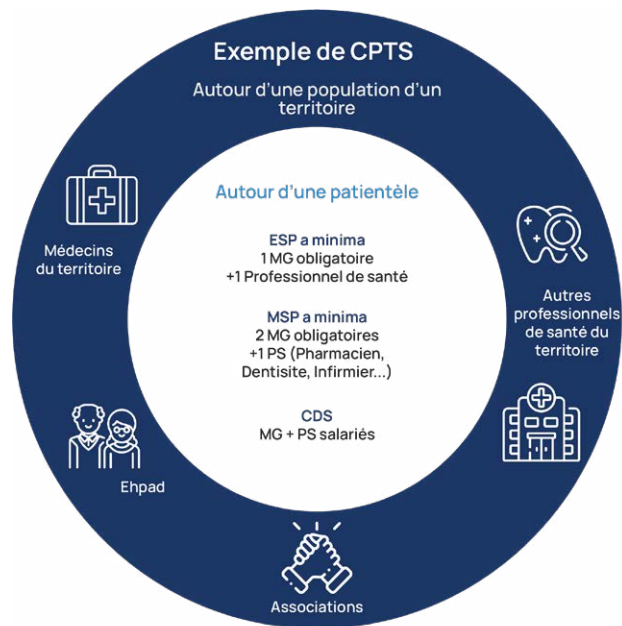 Exemple de CPTS
Autour d'une population d'un
territoire
Autour d'une patientèle
ESP a minima
1 MG obligatoire
+1 Professionnel de santé
MSP a minima
2 MG obligatoires
+1 PS (Pharmacien,
Dentisite, Infirmier...)
CDS
MG + PS salariés
Médecins
du territoire
Autres
professionnels
de santé du
territoire
Ehpad
Associations